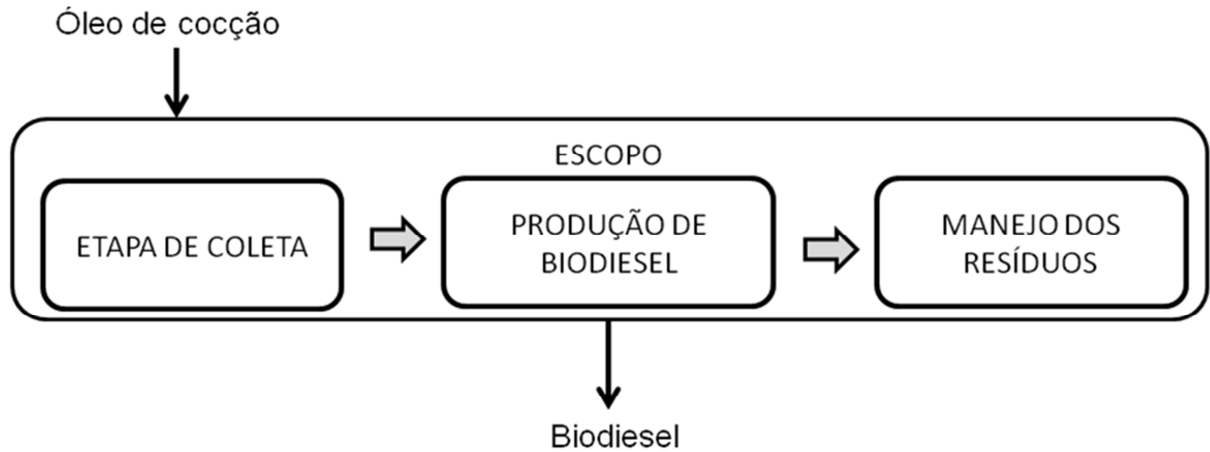 Óleo de cocção
ESCOPO
ETAPA DE COLETA
PRODUÇÃO DE
BIODIESEL
MANEJO DOS
RESÍDUOS
Biodiesel